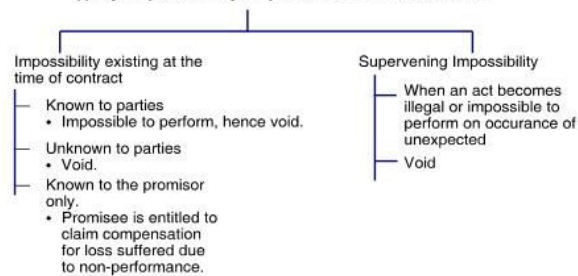 Impossibility existing at the
time of contract
Known to parties
• Impossible to perform, hence void.
Unknown to parties
• Void.
Known to the promisor
only.
• Promisee is entitled to
claim compensation
for loss suffered due
to non-performance.
Supervening Impossibility
When an act becomes
illegal or impossible to
perform on occurance of
unexpected
Void